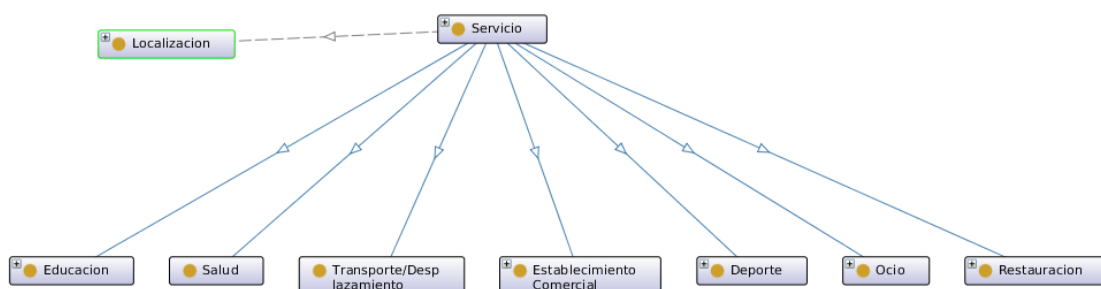 Servicio
Localizacion
Educacion
Salud
Transporte/Desp
lazamiento
Establecimiento
Comercial
Deporte
Ocio
Restauracion